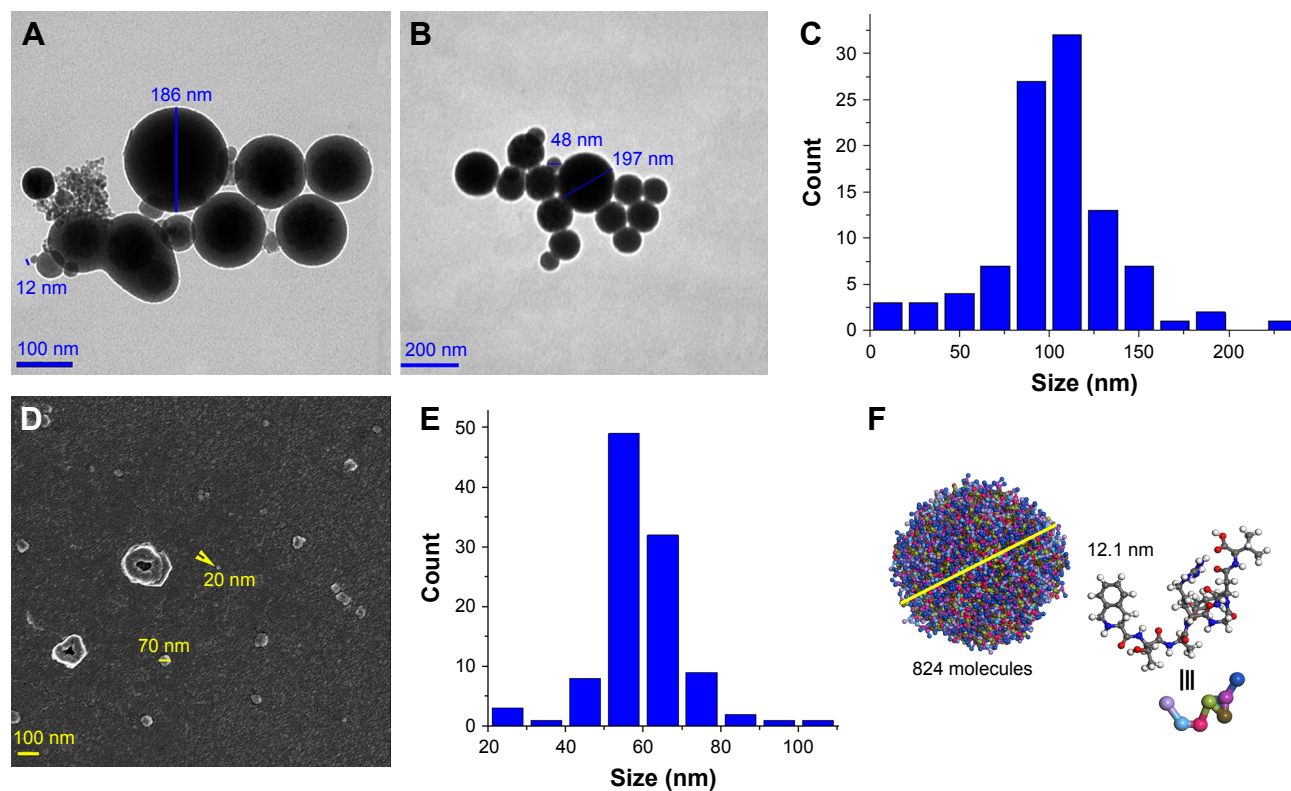 A
186 nm
12 nm
100 nm
B
48 nm
197 nm
200 nm
C
Count
30
25
20
15
10
5
0
0 50 100 150 200
Size (nm)
D
20 nm
70 nm
100 nm
E
Count
50
40
30
20
10
0
20 40 60 80 100
Size (nm)
F
12.1 nm
824 molecules